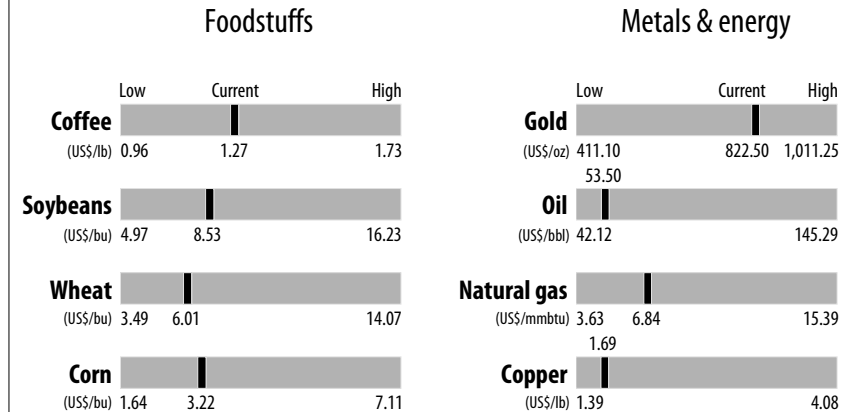 Foodstuffs
Low Current High
Coffee
(US$/lb) 0.96 1.27 1.73
Soybeans
(US$/bu) 4.97 8.53 16.23
Wheat
(US$/bu) 3.49 6.01 14.07
Corn
(US$/bu) 1.64 3.22 7.11
Metals & energy
Low Current High
Gold
(US$/oz) 411.10 822.50 1,011.25
53.50
Oil
(US$/bbl) 42.12 145.29
Natural gas
(US$/mmbtu) 3.63 6.84 15.39
1.69
Copper
(US$/lb) 1.39 4.08